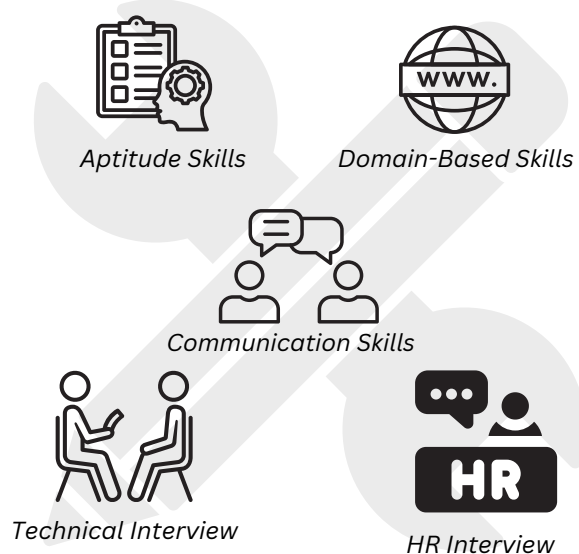 www.
Aptitude Skills
Domain-Based Skills
Communication Skills
Technical Interview
HR
HR Interview